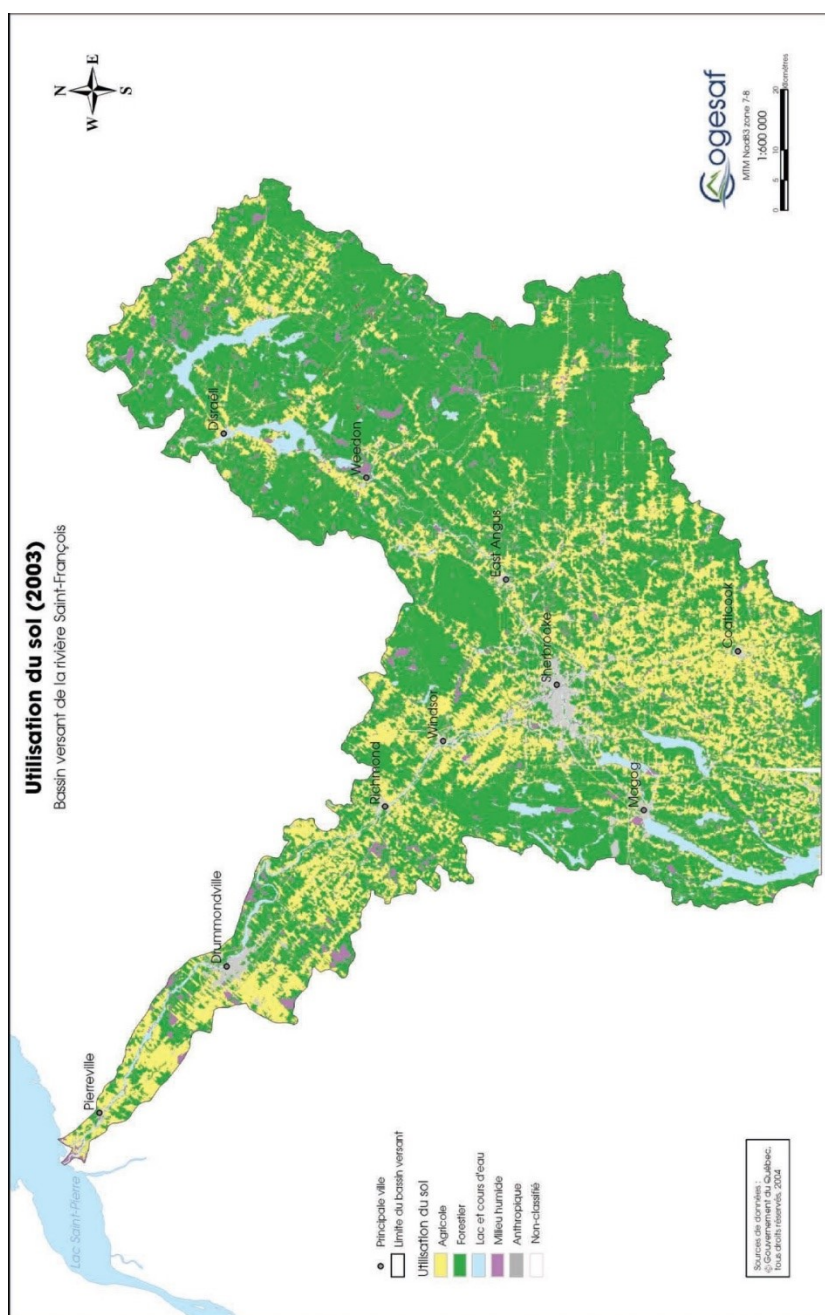 Utilisation du sol (2003)
Bassin versant de la rivière Saint-François
N
W E
S
Lac Saint-Pierre
Pierreville
Drummondville
Richmond
Windsor
Disraeli
Weedon
East Angus
Sherbrooke
Magog
Coaticook
Principale ville
Limite du bassin versant
Utilisation du sol
Agricole
Forestier
Lac et cours d'eau
Milieu humide
Anthropique
Non-classifié
Sources de données :
© Gouvernement du Québec,
tous droits réservés, 2004
Cogesaf
MTM Nad83 zone 7-8
1:600 000
0 5 10 20
Kilomètres